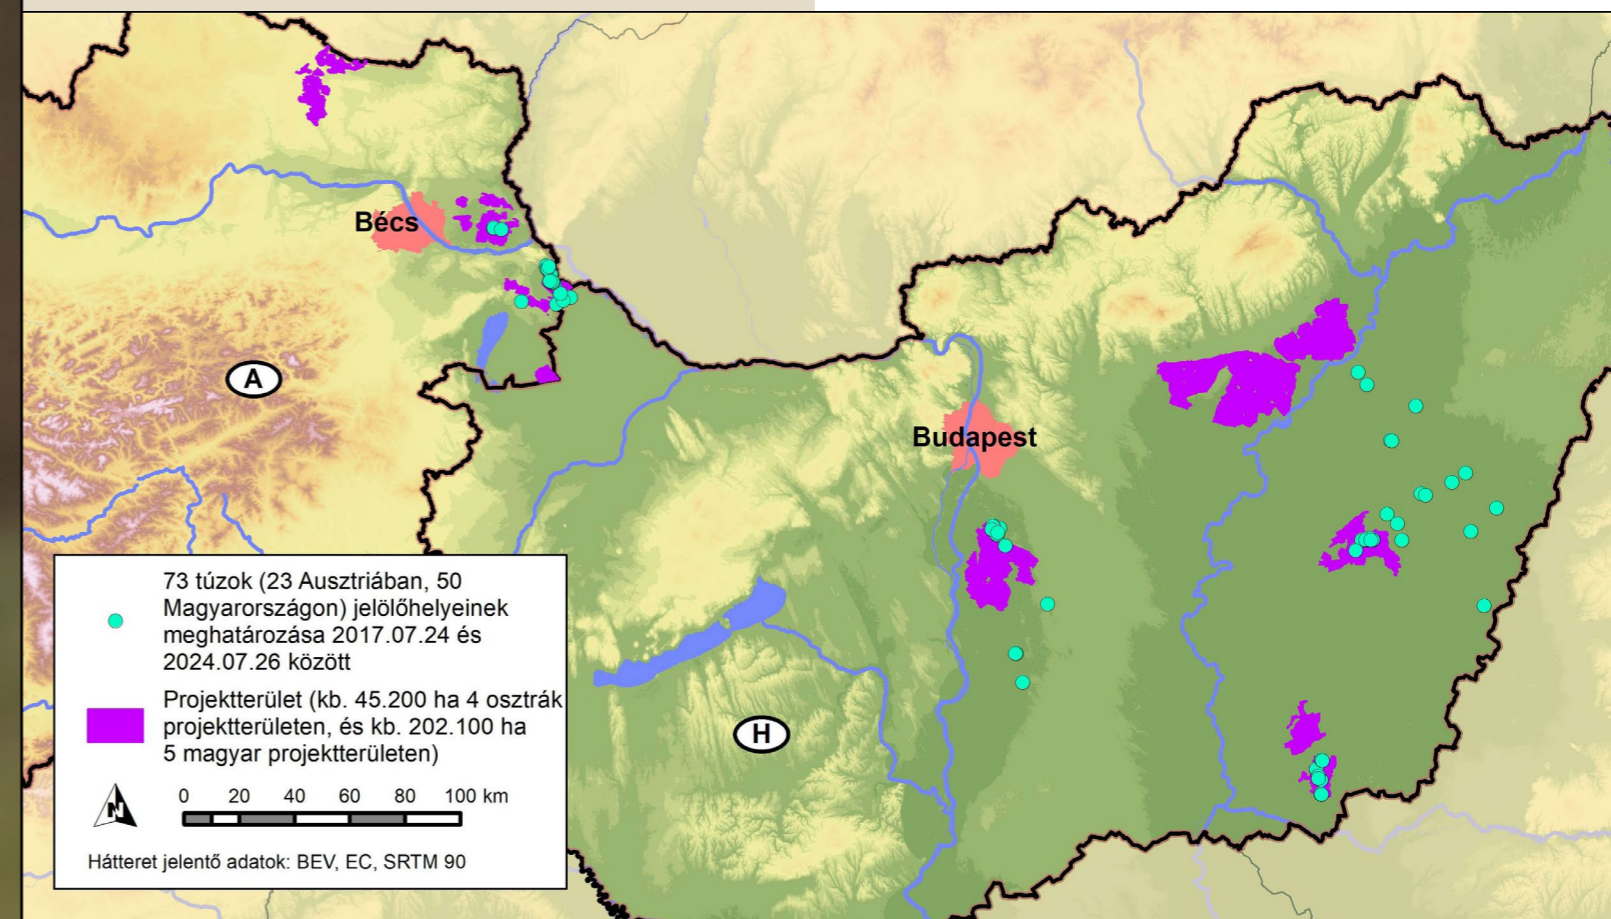 Bécs
A
Budapest
H
73 túzok (23 Ausztriában, 50
Magyarországon) jelölőhelyeinek
meghatározása 2017.07.24 és
2024.07.26 között
Projektterület (kb. 45.200 ha 4 osztrák
projektterületen, és kb. 202.100 ha
5 magyar projektterületen)
N
0 20 40 60 80 100 km
Hátteret jelentő adatok: BEV, EC, SRTM 90